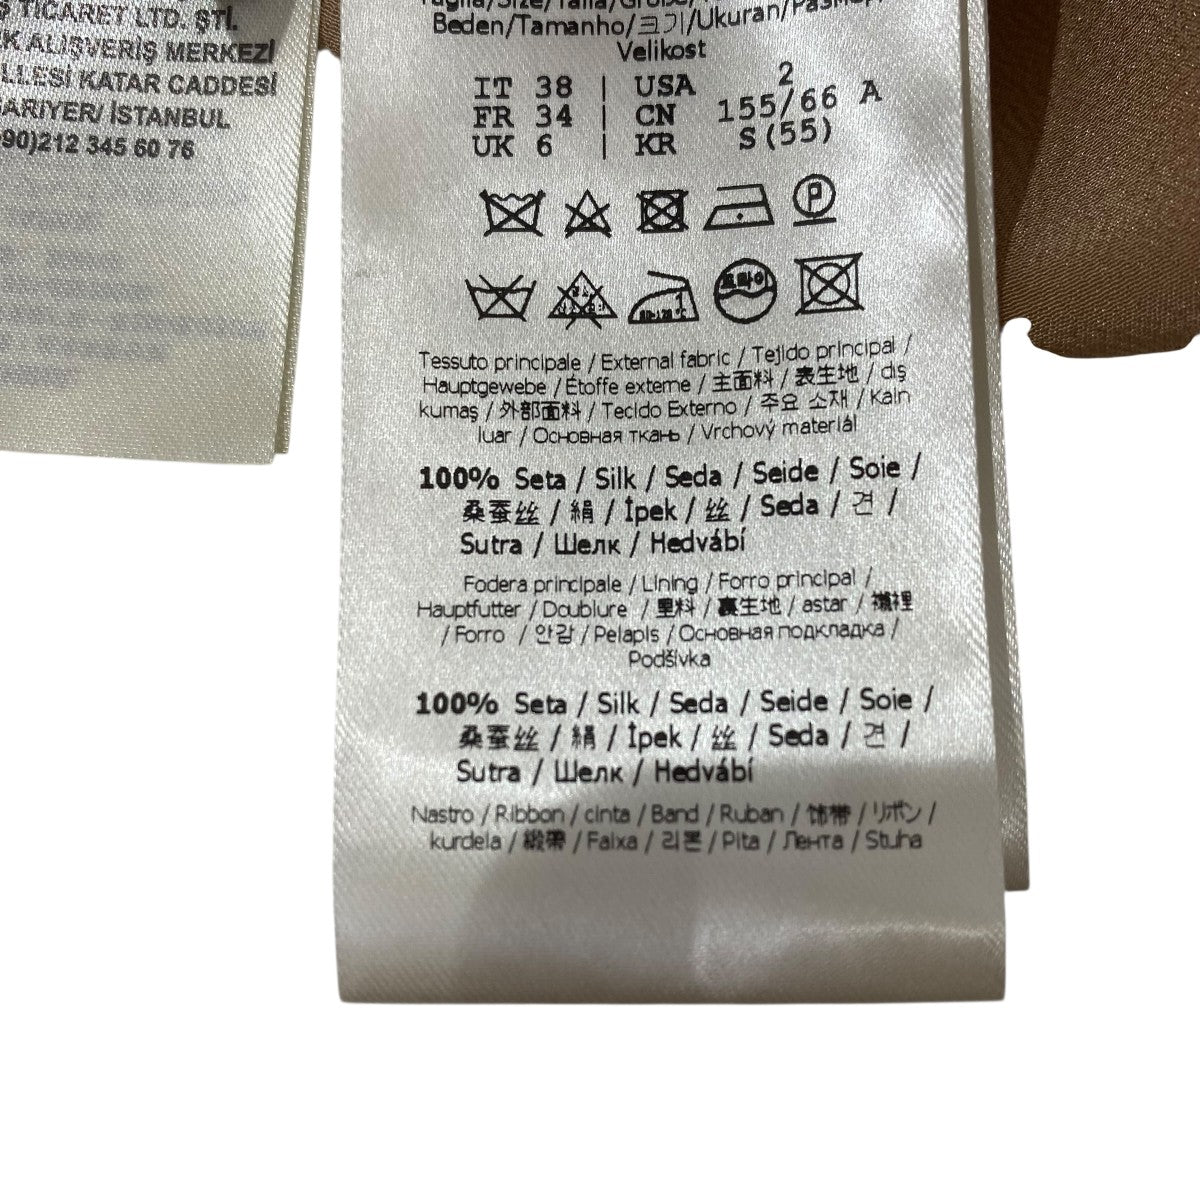 TİCARET LTD. ŞTİ.
K ALIŞVERİŞ MERKEZİ
LLESİ KATAR CADDESİ
ARIYER/ İSTANBUL
90)212 345 60 76
Beden/Tamanho/크기/Ukuran/Размер/
Velikost
IT 38 | USA 2
FR 34 | CN 155/66 A
UK 6 | KR S(55)
P
드라이
Tessuto principale / External fabric / Tejido principal /
Hauptgewebe / Étoffe externe / 主面料 / 表生地 / dış
kumaş / 外部面料 / Tecido Externo / 주요 소재 / Kain
luar / Основная ткань / Vrchový materiál
100% Seta / Silk / Seda / Seide / Soie /
桑蚕丝 / 絹 / İpek / 丝 / Seda / 견 /
Sutra / Шелк / Hedvábí
Fodera principale / Lining / Forro principal /
Hauptfutter / Doublure / 里料 / 裏生地 / astar / 襯裡
/ Forro / 안감 / Pelapis / Основная подкладка /
Podšívka
100% Seta / Silk / Seda / Seide / Soie /
桑蚕丝 / 絹 / İpek / 丝 / Seda / 견 /
Sutra / Шелк / Hedvábí
Nastro / Ribbon / cinta / Band / Ruban / 饰带 / リボン /
kurdela / 緞帶 / Faixa / 리본 / Pita / Лента / Stuha